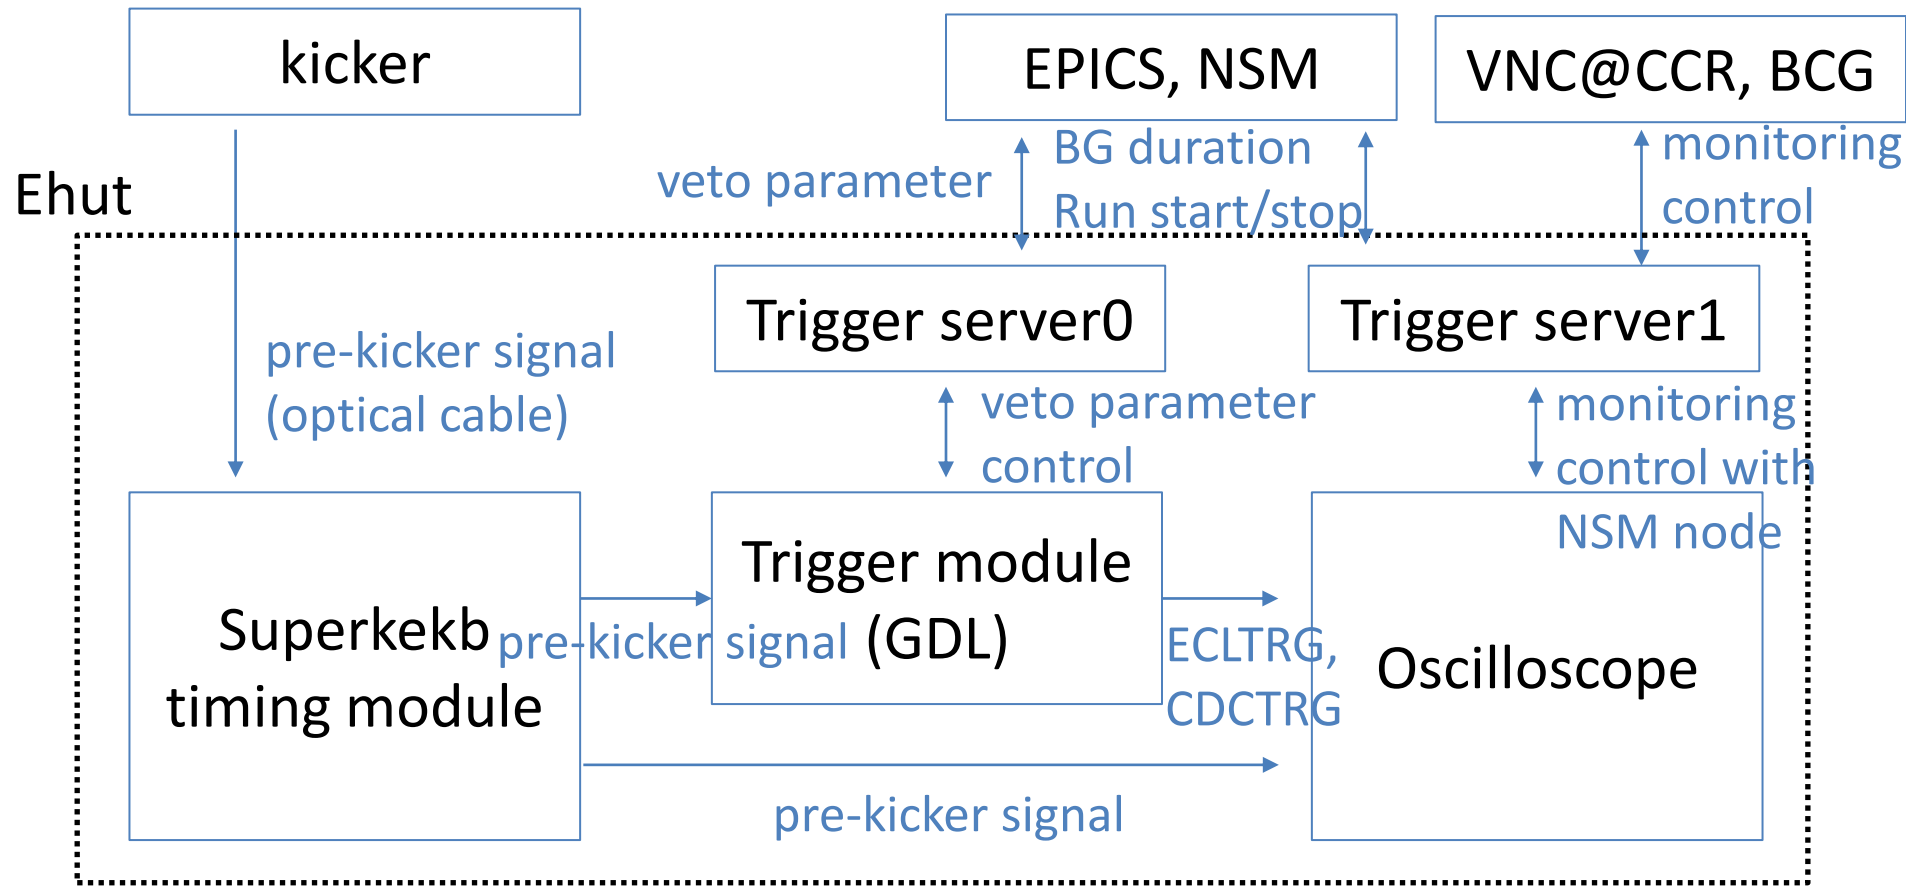 kicker
EPICS, NSM
VNC@CCR, BCG
Ehut
veto parameter
BG duration
Run start/stop
monitoring
control
Trigger server0
Trigger server1
pre-kicker signal
(optical cable)
veto parameter
control
monitoring
control with
NSM node
Superkekb
timing module
pre-kicker signal
Trigger module
(GDL)
ECLTRG,
CDCTRG
Oscilloscope
pre-kicker signal